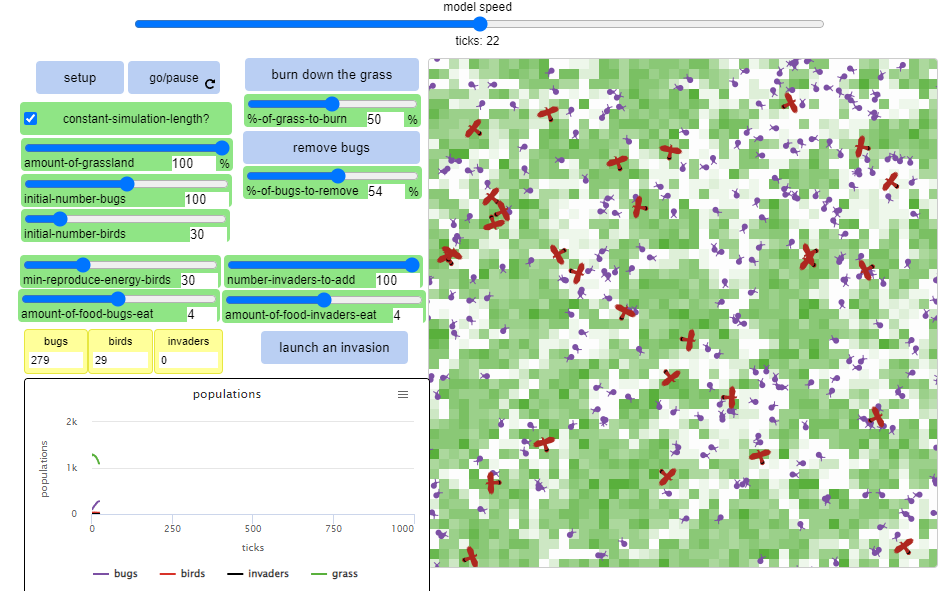 model speed
ticks: 22
setup
go/pause
burn down the grass
constant-simulation-length?
%-of-grass-to-burn 50 %
remove bugs
amount-of-grassland 100 %
%-of-bugs-to-remove 54 %
initial-number-bugs 100
initial-number-birds 30
min-reproduce-energy-birds 30
number-invaders-to-add 100
amount-of-food-bugs-eat 4
amount-of-food-invaders-eat 4
bugs birds invaders
279 29 0
launch an invasion
populations
2k
1k
0
populations
0 250 500 750 1000
ticks
bugs birds invaders grass